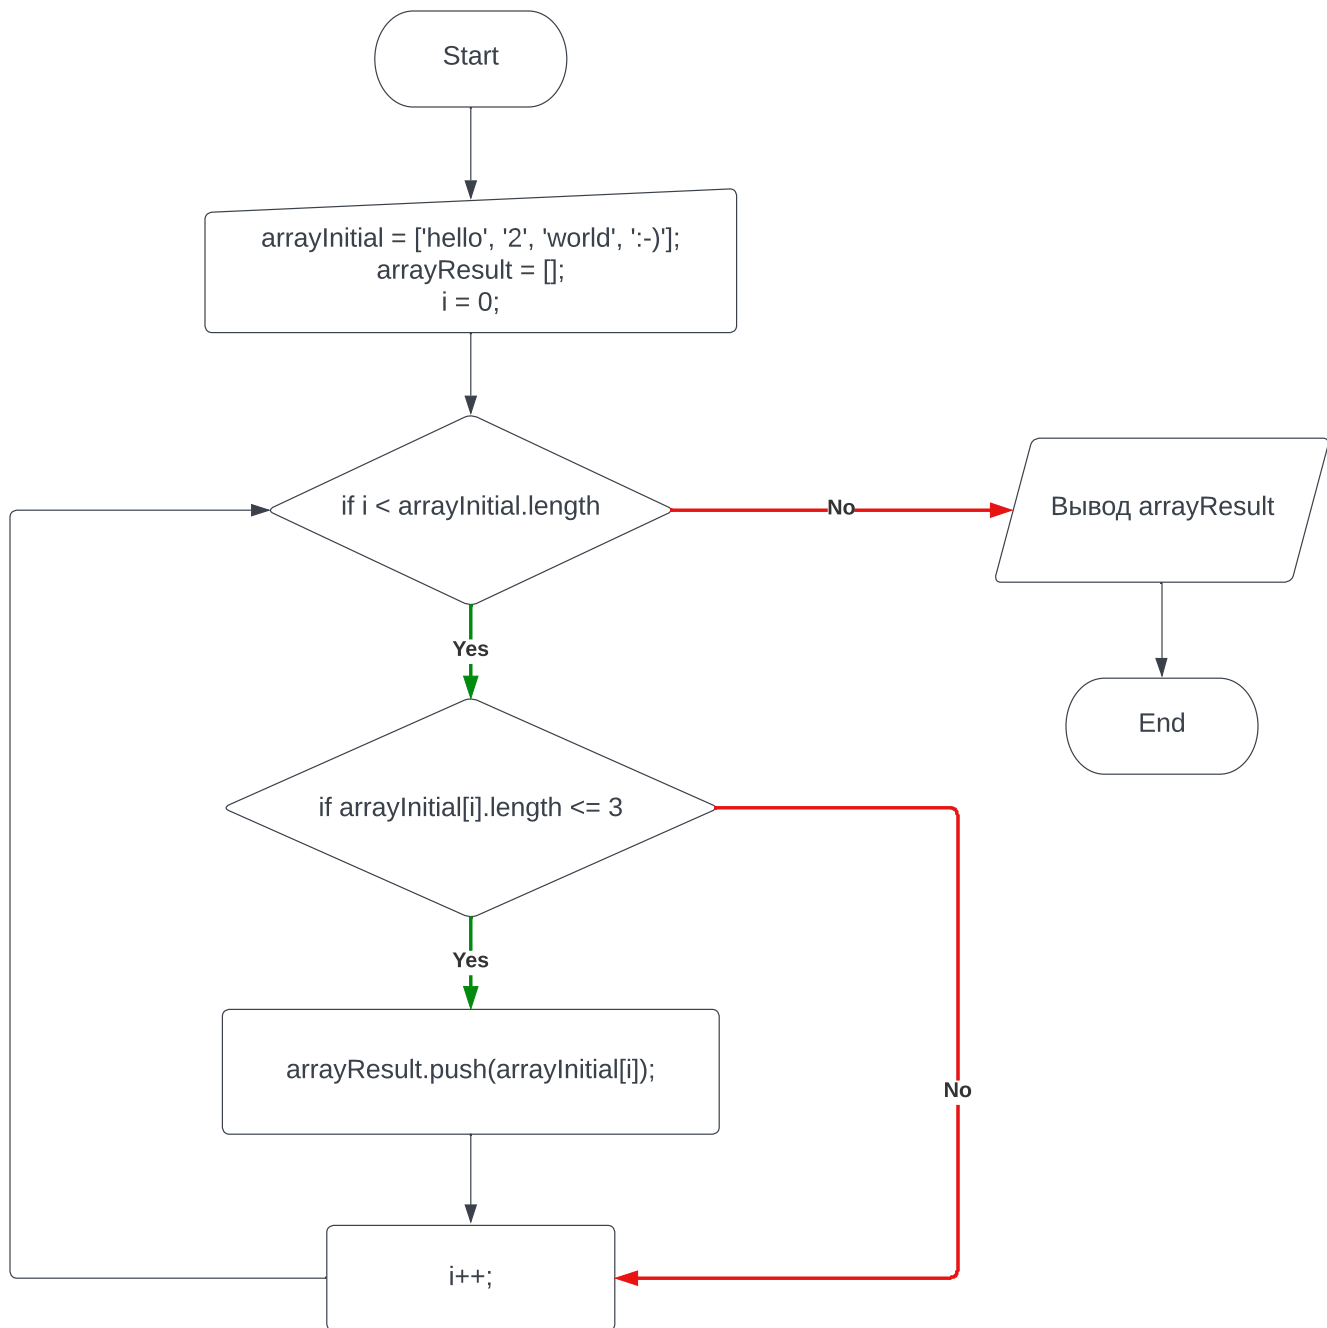 Start
arrayInitial = ['hello', '2', 'world', ':-)'];
arrayResult = [];
i = 0;
if i < arrayInitial.length
No
Вывод arrayResult
Yes
End
if arrayInitial[i].length <= 3
Yes
arrayResult.push(arrayInitial[i]);
No
i++;